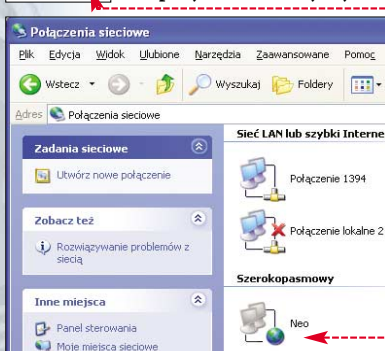 Połączenia sieciowe
Plik Edycja Widok Ulubione Narzędzia Zaawansowane Pomoc
Wstecz Wyszukaj Foldery
Adres Połączenia sieciowe
Zadania sieciowe
Utwórz nowe połączenie
Zobacz też
Rozwiązywanie problemów z
siecią
Inne miejsca
Panel sterowania
Moje miejsca sieciowe
Sieć LAN lub szybki Interne
Połączenie 1394
Połączenie lokalne 2
Szerokopasmowy
Neo